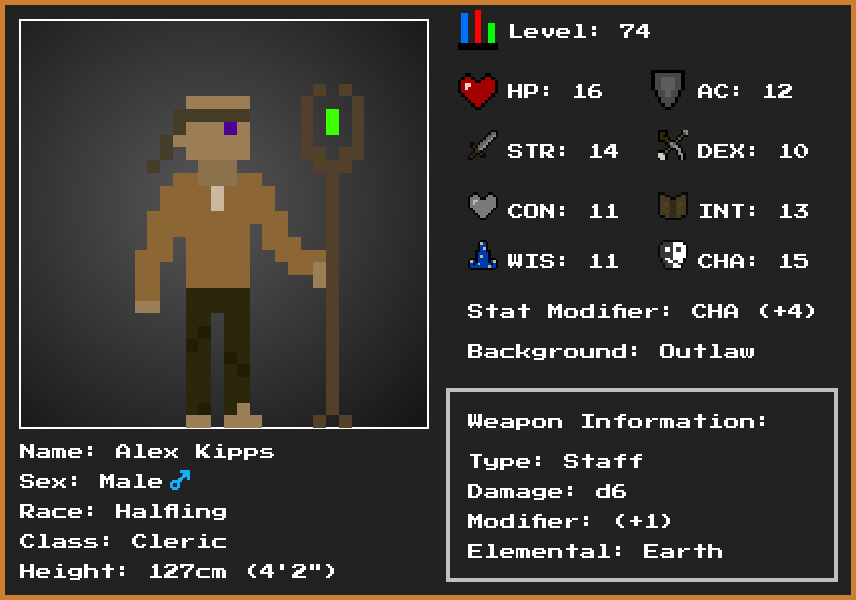 Level: 74
HP: 16 AC: 12
STR: 14 DEX: 10
CON: 11 INT: 13
WIS: 11 CHA: 15
Stat Modifier: CHA (+4)
Background: Outlaw
Weapon Information:
Type: Staff
Damage: d6
Modifier: (+1)
Elemental: Earth
Name: Alex Kipps
Sex: Male ♂
Race: Halfling
Class: Cleric
Height: 127cm (4'2")